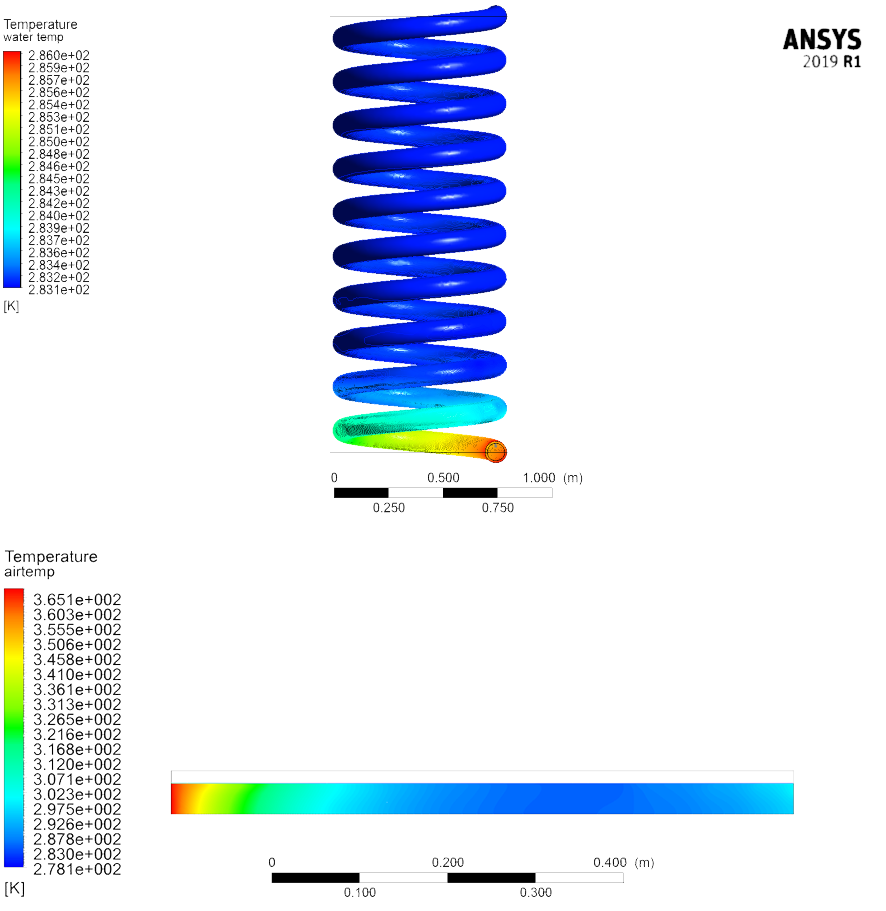 Temperature
water temp
2.860e+02
2.859e+02
2.857e+02
2.856e+02
2.854e+02
2.853e+02
2.851e+02
2.850e+02
2.848e+02
2.846e+02
2.845e+02
2.843e+02
2.842e+02
2.840e+02
2.839e+02
2.837e+02
2.836e+02
2.834e+02
2.832e+02
2.831e+02
[K]
ANSYS
2019 R1
0 0.500 1.000 (m)
0.250 0.750
Temperature
airtemp
3.651e+002
3.603e+002
3.555e+002
3.506e+002
3.458e+002
3.410e+002
3.361e+002
3.313e+002
3.265e+002
3.216e+002
3.168e+002
3.120e+002
3.071e+002
3.023e+002
2.975e+002
2.926e+002
2.878e+002
2.830e+002
2.781e+002
[K]
0 0.200 0.400 (m)
0.100 0.300